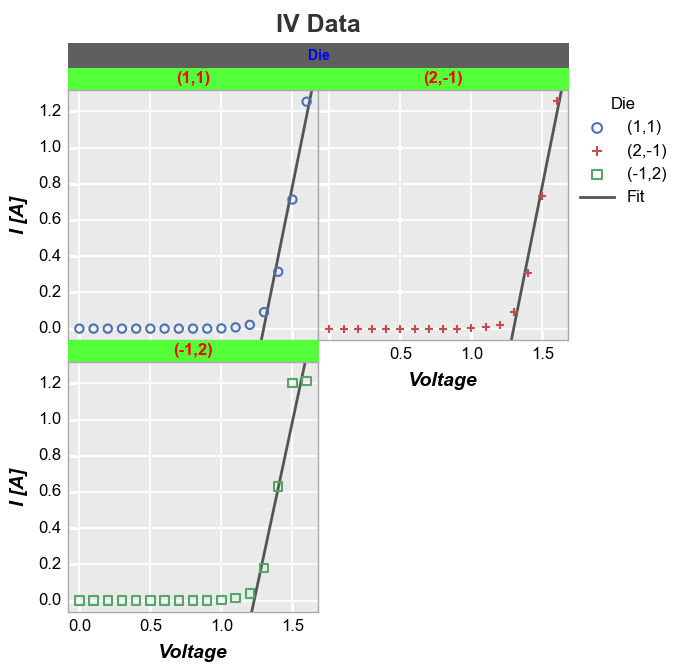 IV Data
Die
(1,1) (2,-1)
Die
(1,1)
(2,-1)
(-1,2)
Fit
I [A]
1.2
1.0
0.8
0.6
0.4
0.2
0.0
0.5 1.0 1.5
Voltage
(-1,2)
I [A]
1.2
1.0
0.8
0.6
0.4
0.2
0.0
0.0 0.5 1.0 1.5
Voltage